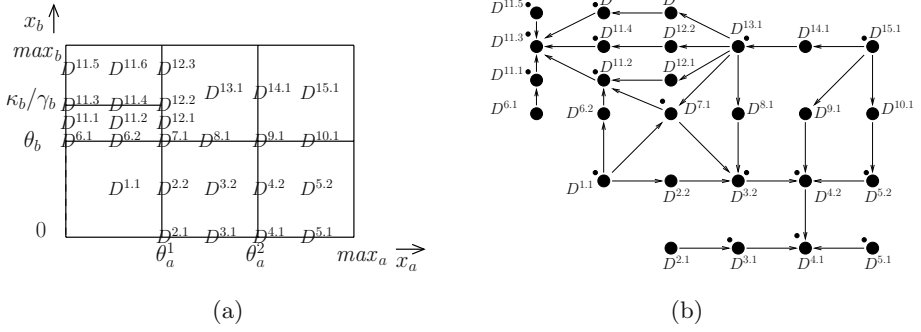 x_b
max_b
D^{11.5} D^{11.6} D^{12.3}
D^{13.1} D^{14.1} D^{15.1}
κ_b/γ_b
D^{11.3} D^{11.4} D^{12.2}
D^{11.1} D^{11.2} D^{12.1}
θ_b
D^{6.1} D^{6.2} D^{7.1} D^{8.1} D^{9.1} D^{10.1}
D^{1.1} D^{2.2} D^{3.2} D^{4.2} D^{5.2}
0
D^{2.1} D^{3.1} D^{4.1} D^{5.1}
θ_a^1 θ_a^2 max_a x_a
(a)
D^{11.5} D D
D^{13.1} D^{14.1} D^{15.1}
D^{11.3} D^{11.4} D^{12.2}
D^{11.1} D^{11.2} D^{12.1}
D^{6.1} D^{6.2} D^{7.1} D^{8.1} D^{9.1} D^{10.1}
D^{1.1} D^{2.2} D^{3.2} D^{4.2} D^{5.2}
D^{2.1} D^{3.1} D^{4.1} D^{5.1}
(b)